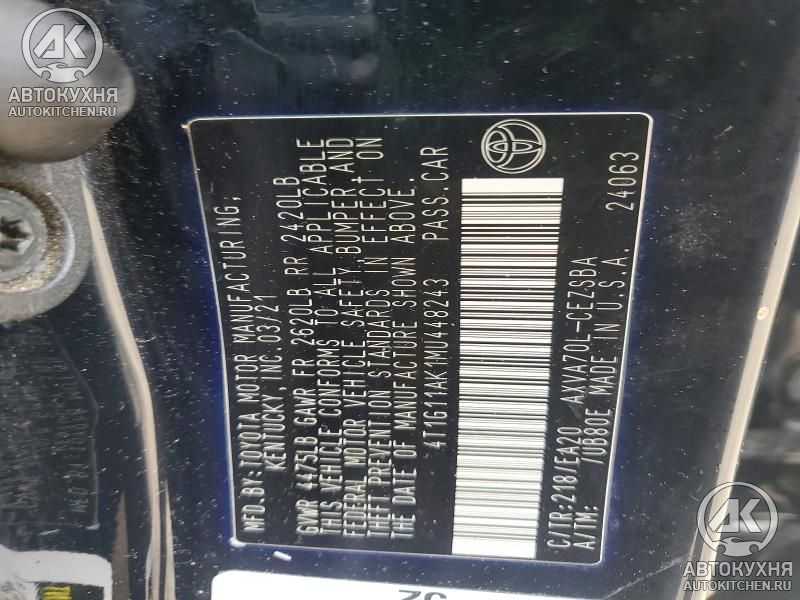 АВТОКУХНЯ
AUTOKITCHEN.RU
MFD.BY:TOYOTA MOTOR MANUFACTURING,
KENTUCKY, INC. 03/21
GVWR 4475LB GAWR FR 2620LB RR 2420LB
THIS VEHICLE CONFORMS TO ALL APPLICABLE
FEDERAL MOTOR VEHICLE SAFETY,BUMPER AND
THEFT PREVENTION STANDARDS IN EFFECT ON
THE DATE OF MANUFACTURE SHOWN ABOVE.
4T1G11AK1MU448243 PASS.CAR
C/TR:218/EA20 AXVA70L-CEZSBA
A/TM: /UB80E MADE IN U.S.A. 24063
АВТОКУХНЯ
AUTOKITCHEN.RU